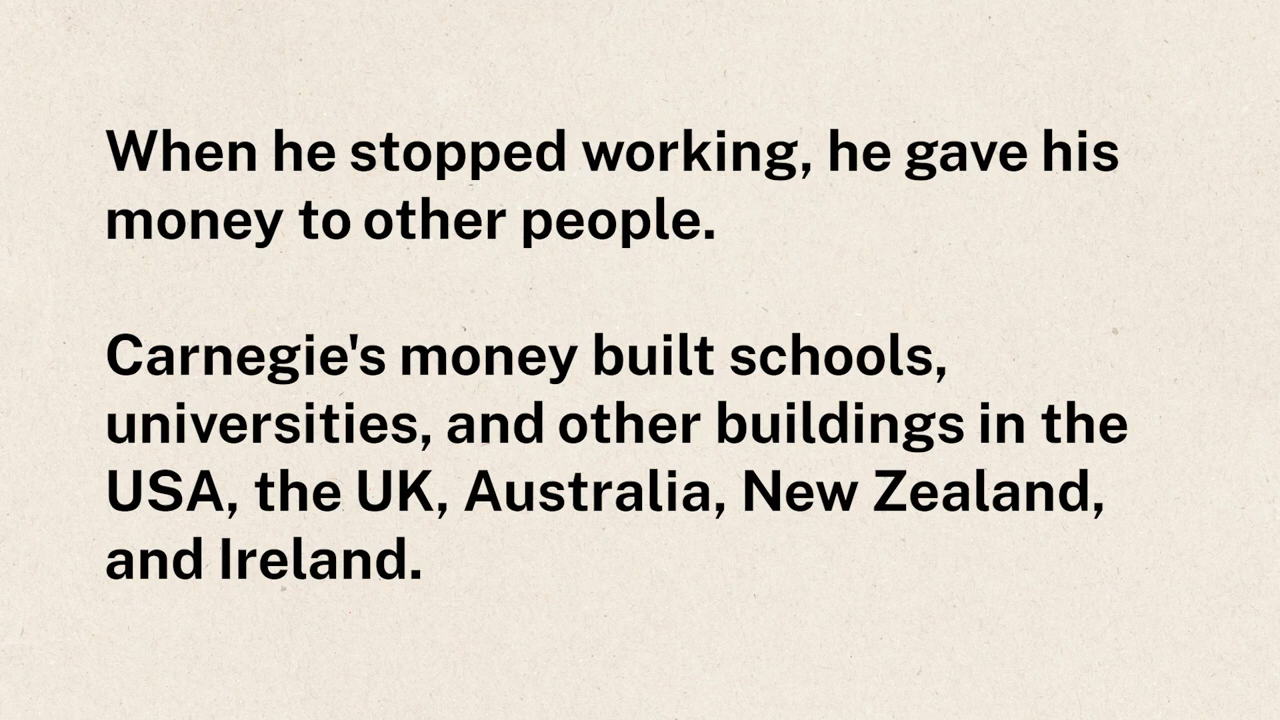 When he stopped working, he gave his
money to other people.
Carnegie's money built schools,
universities, and other buildings in the
USA, the UK, Australia, New Zealand,
and Ireland.